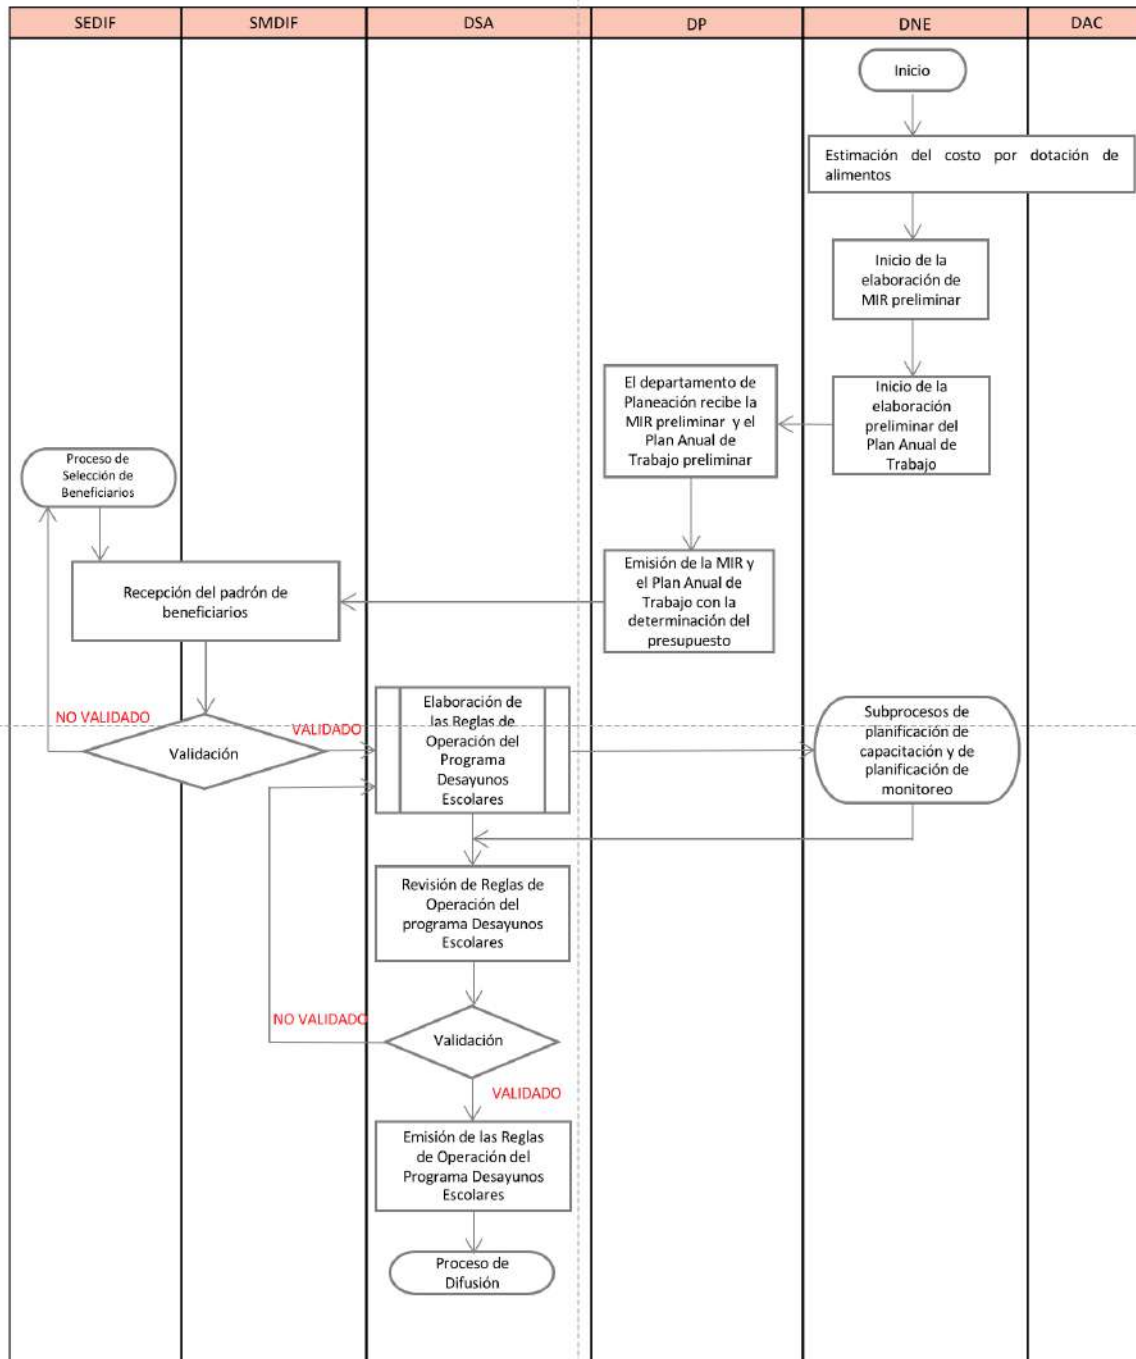 SEDIF SMDIF DSA DP DNE DAC
Inicio
Estimación del costo por dotación de
alimentos
Inicio de la
elaboración de
MIR preliminar
Inicio de la
elaboración
preliminar del
Plan Anual de
Trabajo
El departamento de
Planeación recibe la
MIR preliminar y el
Plan Anual de
Trabajo preliminar
Emisión de la MIR y
el Plan Anual de
Trabajo con la
determinación del
presupuesto
Proceso de
Selección de
Beneficiarios
Recepción del padrón de
beneficiarios
NO VALIDADO
Validación
VALIDADO
Elaboración de
las Reglas de
Operación del
Programa
Desayunos
Escolares
Subprocesos de
planificación de
capacitación y de
planificación de
monitoreo
Revisión de Reglas de
Operación del
programa Desayunos
Escolares
NO VALIDADO
Validación
VALIDADO
Emisión de las Reglas
de Operación del
Programa Desayunos
Escolares
Proceso de
Difusión